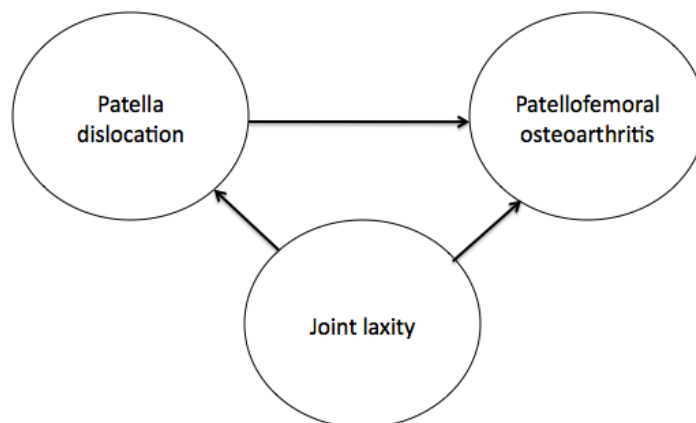 Patella
dislocation
Patellofemoral
osteoarthritis
Joint laxity